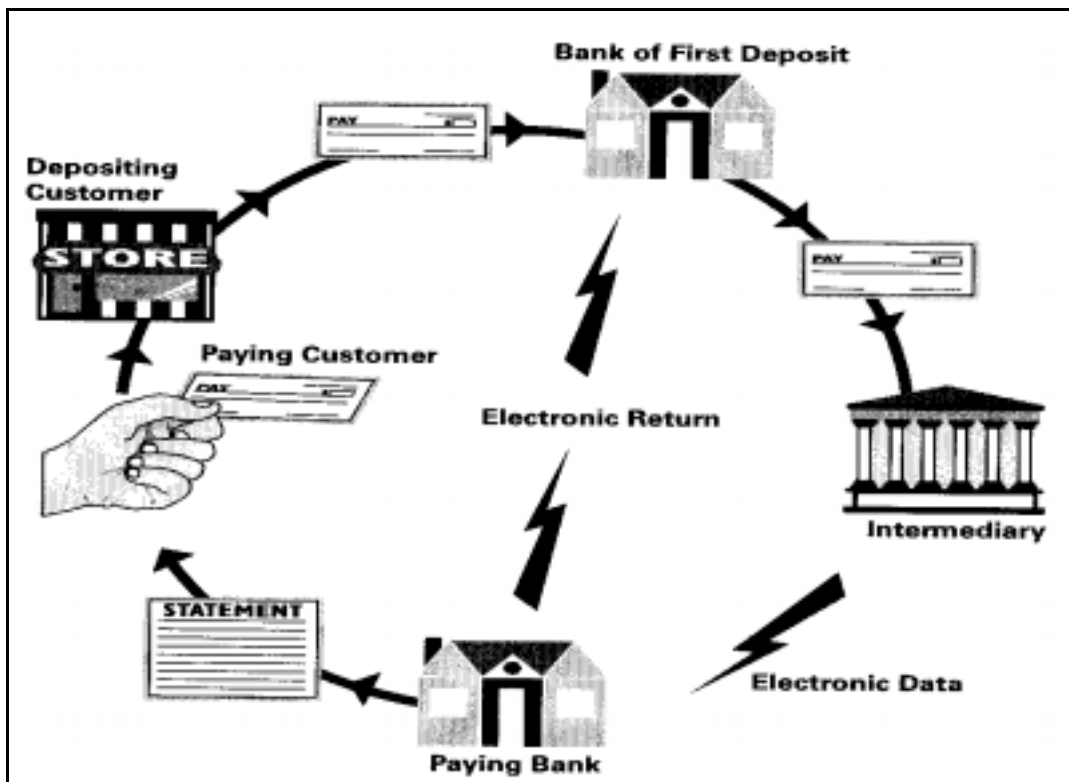 Bank of First Deposit
PAY
Depositing
Customer
STORE
PAY
Paying Customer
PAY
Electronic Return
Intermediary
STATEMENT
Electronic Data
Paying Bank